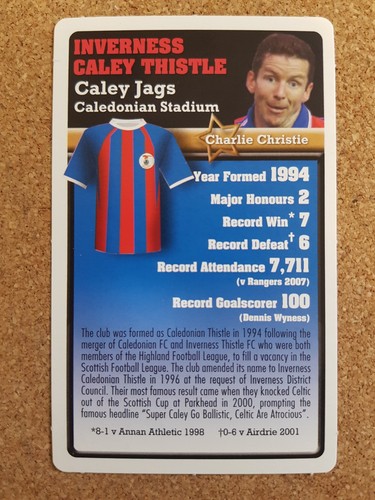 INVERNESS
CALEY THISTLE
Caley Jags
Caledonian Stadium
Charlie Christie
Year Formed 1994
Major Honours 2
Record Win* 7
Record Defeat† 6
Record Attendance 7,711
(v Rangers 2007)
Record Goalscorer 100
(Dennis Wyness)
The club was formed as Caledonian Thistle in 1994 following the
merger of Caledonian FC and Inverness Thistle FC who were both
members of the Highland Football League, to fill a vacancy in the
Scottish Football League. The club amended its name to Inverness
Caledonian Thistle in 1996 at the request of Inverness District
Council. Their most famous result came when they knocked Celtic
out of the Scottish Cup at Parkhead in 2000, prompting the
famous headline “Super Caley Go Ballistic, Celtic Are Atrocious”.
*8-1 v Annan Athletic 1998 †0-6 v Airdrie 2001